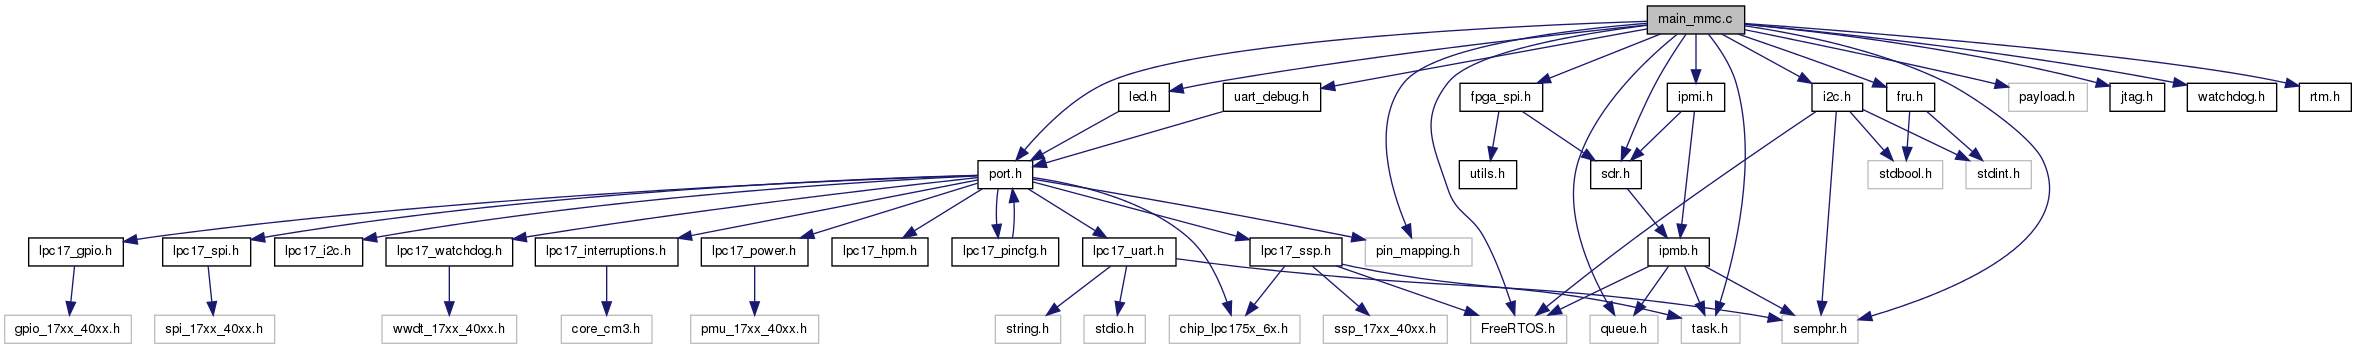 main_mmc.c
led.h
uart_debug.h
fpga_spi.h
ipmi.h
i2c.h
fru.h
payload.h
jtag.h
watchdog.h
rtm.h
port.h
utils.h
sdr.h
stdbool.h
stdint.h
lpc17_gpio.h
lpc17_spi.h
lpc17_i2c.h
lpc17_watchdog.h
lpc17_interruptions.h
lpc17_power.h
lpc17_hpm.h
lpc17_pincfg.h
lpc17_uart.h
lpc17_ssp.h
pin_mapping.h
ipmb.h
gpio_17xx_40xx.h
spi_17xx_40xx.h
wwdt_17xx_40xx.h
core_cm3.h
pmu_17xx_40xx.h
string.h
stdio.h
chip_lpc175x_6x.h
ssp_17xx_40xx.h
FreeRTOS.h
queue.h
task.h
semphr.h